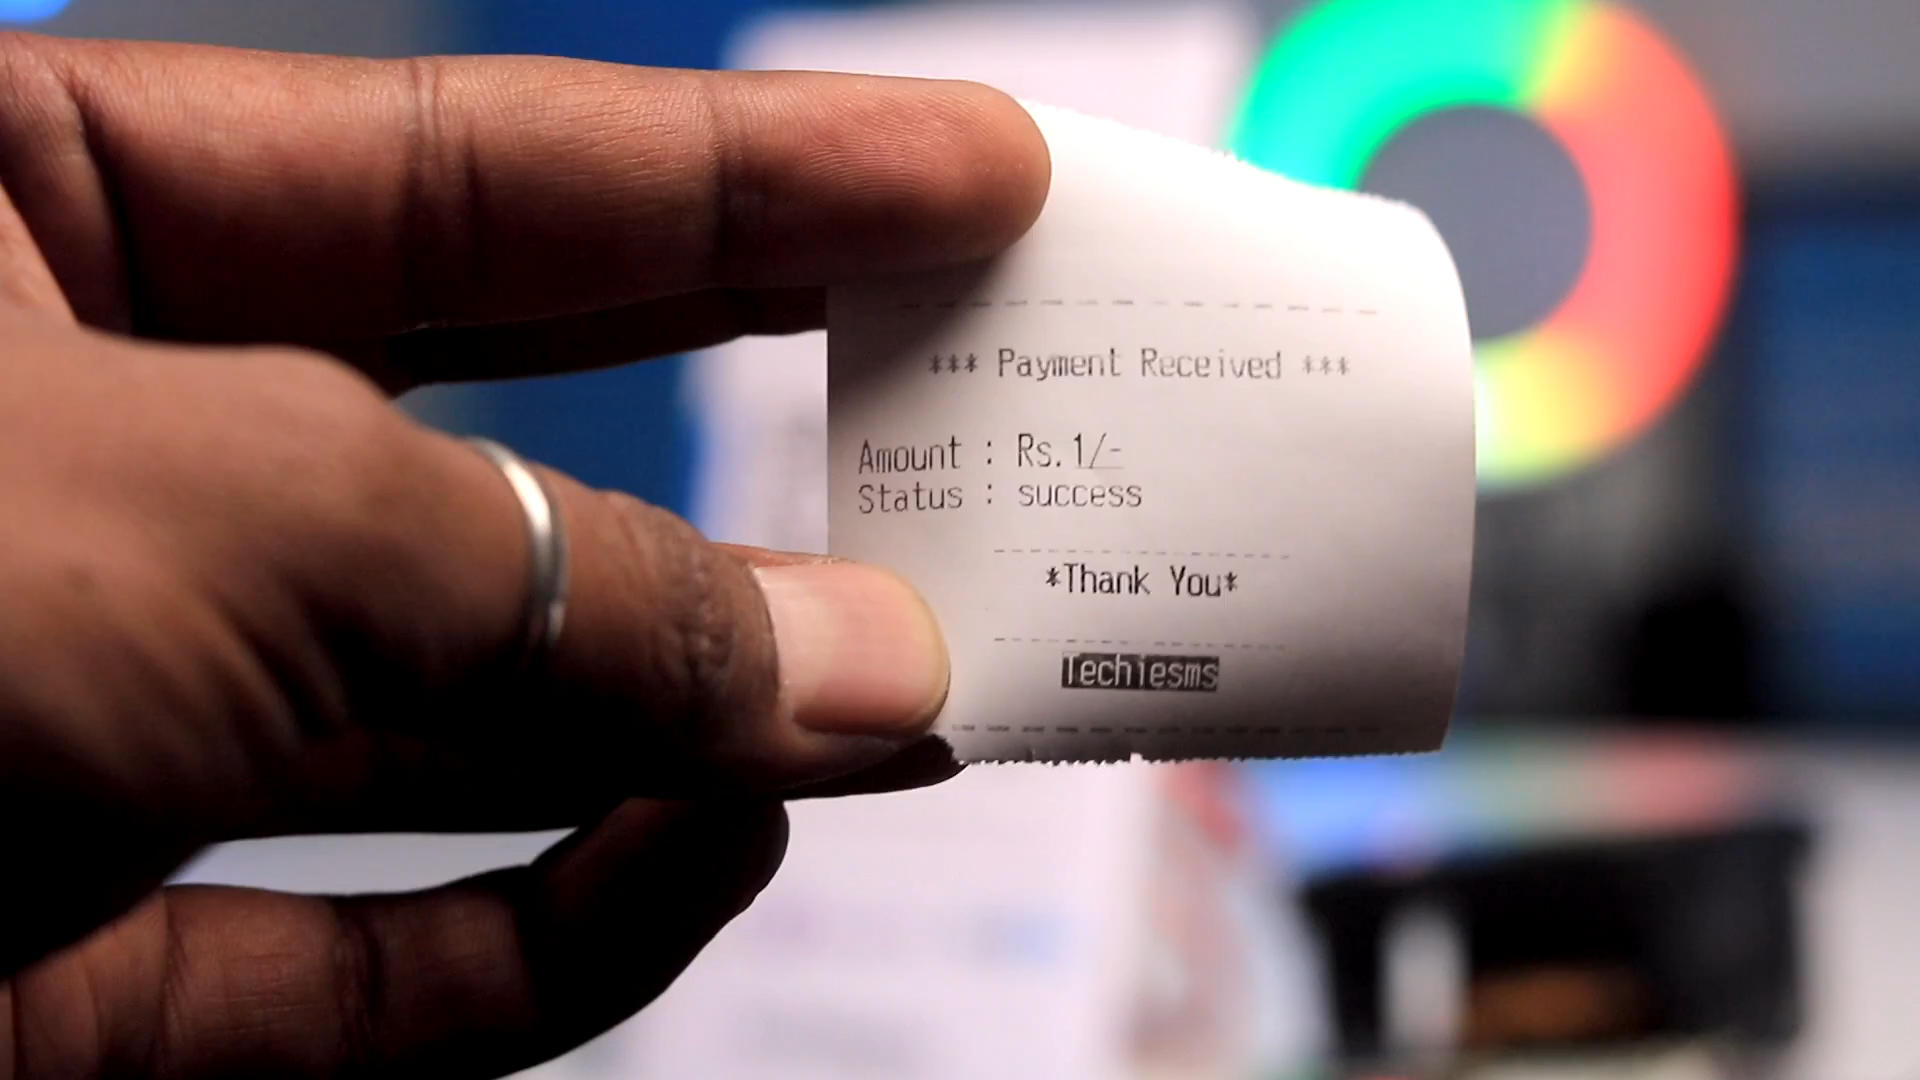 *** Payment Received ***
Amount : Rs.1/-
Status : success
*Thank You*
Techiesms